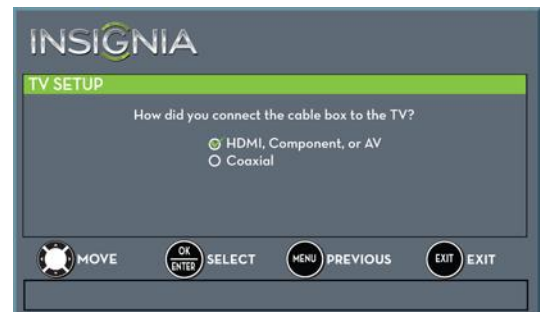 INSIGNIA
TV SETUP
How did you connect the cable box to the TV?
HDMI, Component, or AV
Coaxial
MOVE OK ENTER SELECT MENU PREVIOUS EXIT EXIT